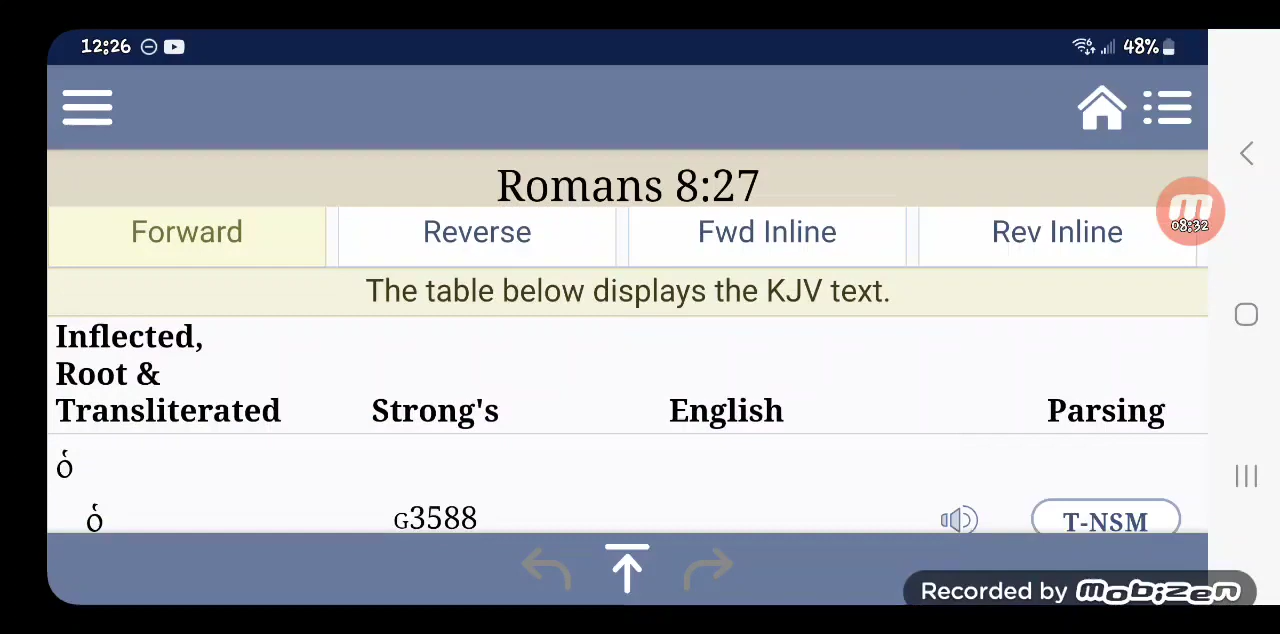 12:26 48%
Romans 8:27
Forward Reverse Fwd Inline Rev Inline
08:32
The table below displays the KJV text.
Inflected,
Root &
Transliterated Strong's English Parsing
ὁ
ὁ G3588 T-NSM
Recorded by mobizen